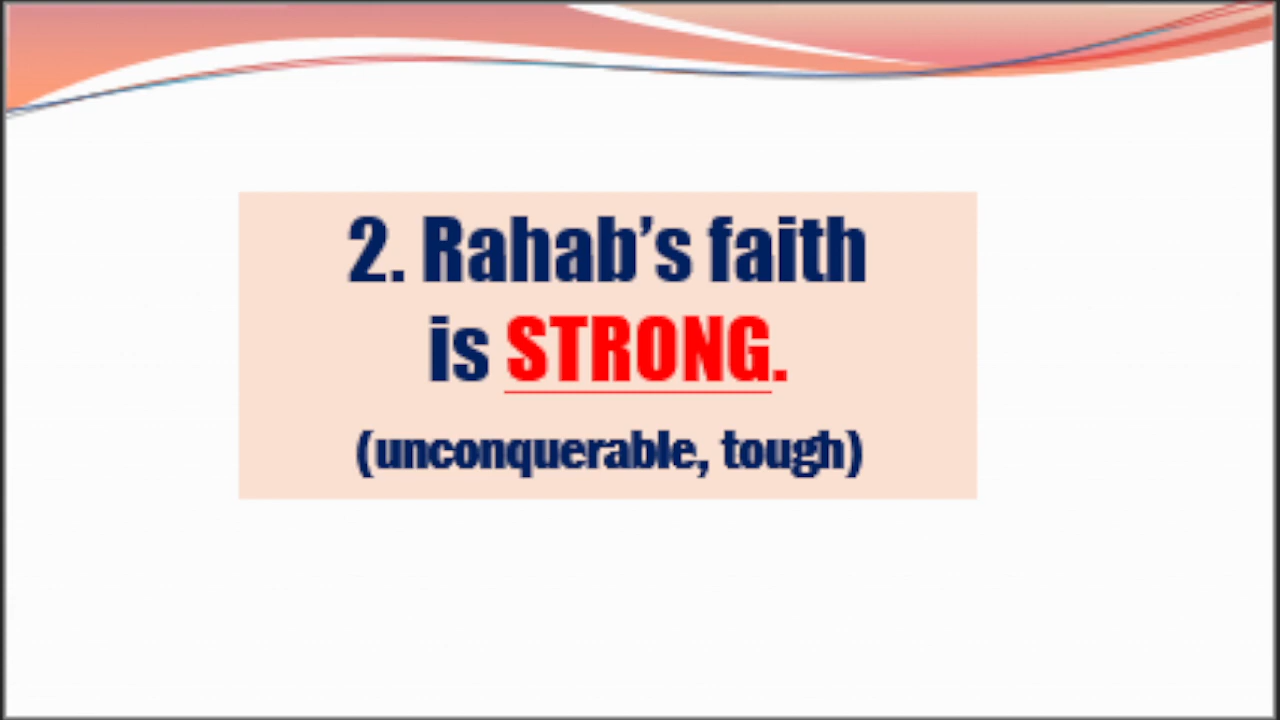 2. Rahab’s faith
is STRONG.
(unconquerable, tough)